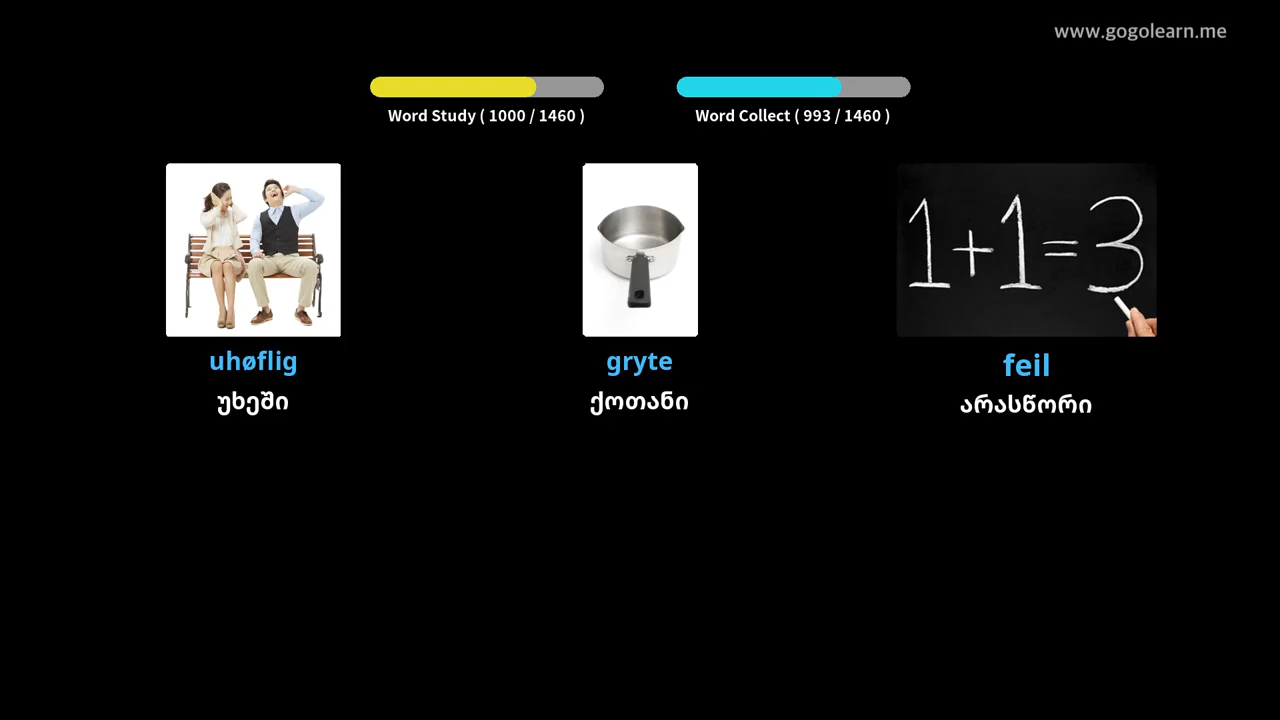 www.gogolearn.me
Word Study ( 1000 / 1460 )
Word Collect ( 993 / 1460 )
1+1=3
uhøflig
gryte
feil
უხეში
ქოთანი
არასწორი